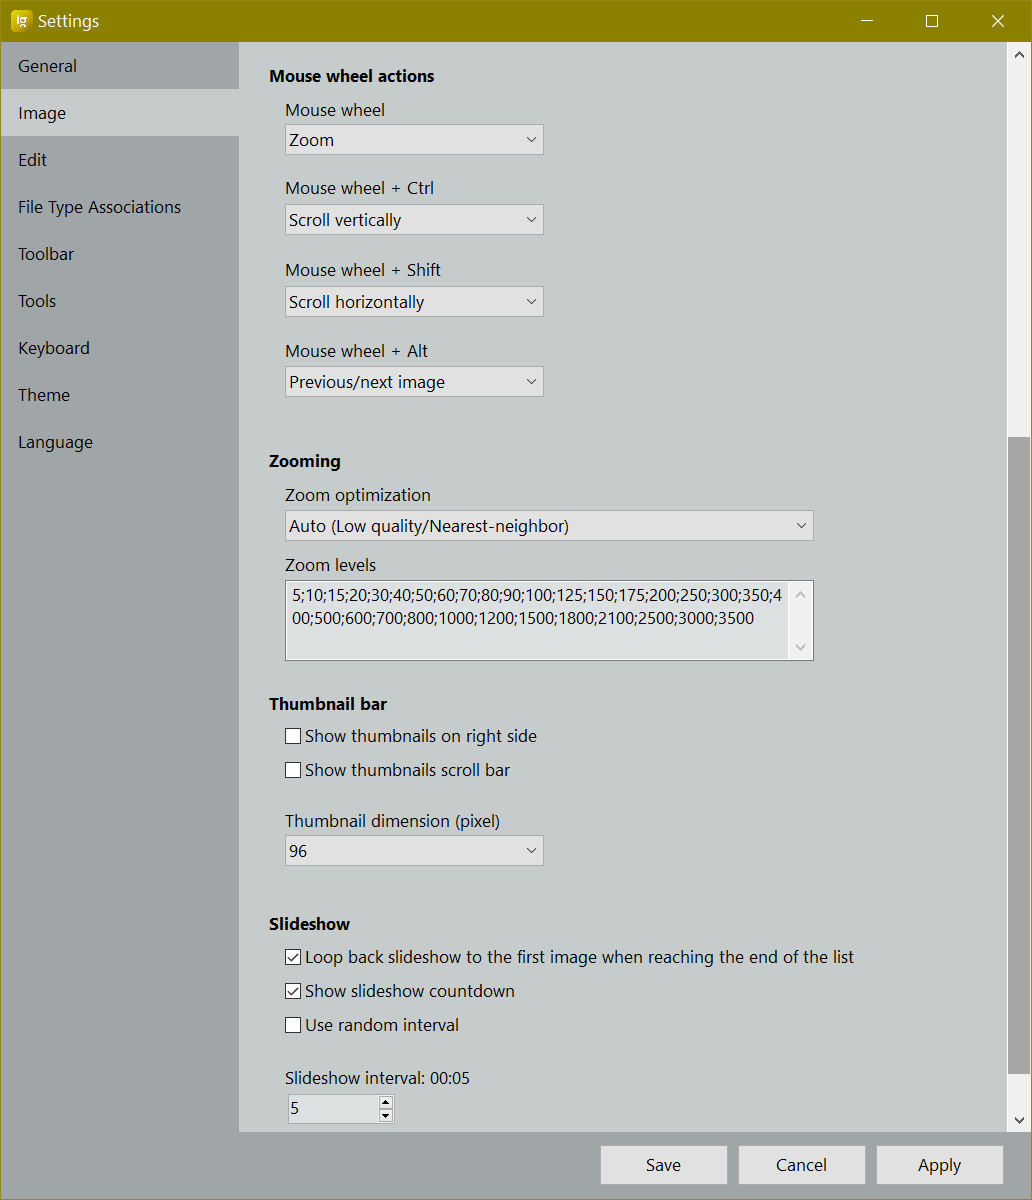 Settings
General
Image
Edit
File Type Associations
Toolbar
Tools
Keyboard
Theme
Language
Mouse wheel actions
Mouse wheel
Zoom
Mouse wheel + Ctrl
Scroll vertically
Mouse wheel + Shift
Scroll horizontally
Mouse wheel + Alt
Previous/next image
Zooming
Zoom optimization
Auto (Low quality/Nearest-neighbor)
Zoom levels
5;10;15;20;30;40;50;60;70;80;90;100;125;150;175;200;250;300;350;4
00;500;600;700;800;1000;1200;1500;1800;2100;2500;3000;3500
Thumbnail bar
Show thumbnails on right side
Show thumbnails scroll bar
Thumbnail dimension (pixel)
96
Slideshow
Loop back slideshow to the first image when reaching the end of the list
Show slideshow countdown
Use random interval
Slideshow interval: 00:05
5
Save
Cancel
Apply